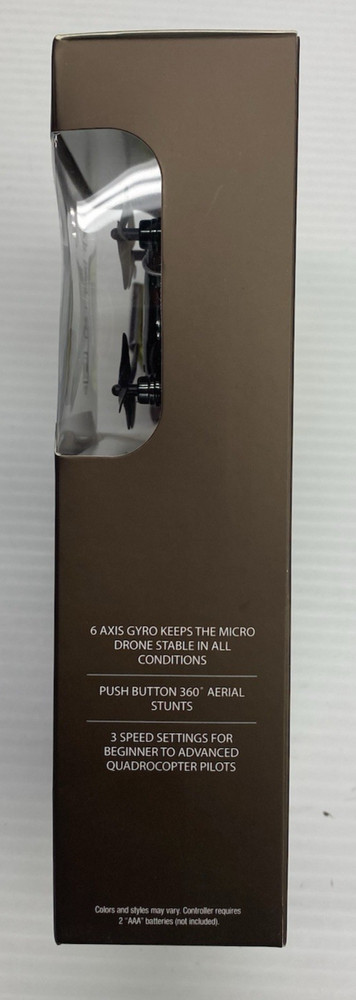 6 AXIS GYRO KEEPS THE MICRO
DRONE STABLE IN ALL
CONDITIONS
PUSH BUTTON 360° AERIAL
STUNTS
3 SPEED SETTINGS FOR
BEGINNER TO ADVANCED
QUADROCOPTER PILOTS
Colors and styles may vary. Controller requires
2 "AAA" batteries (not included).